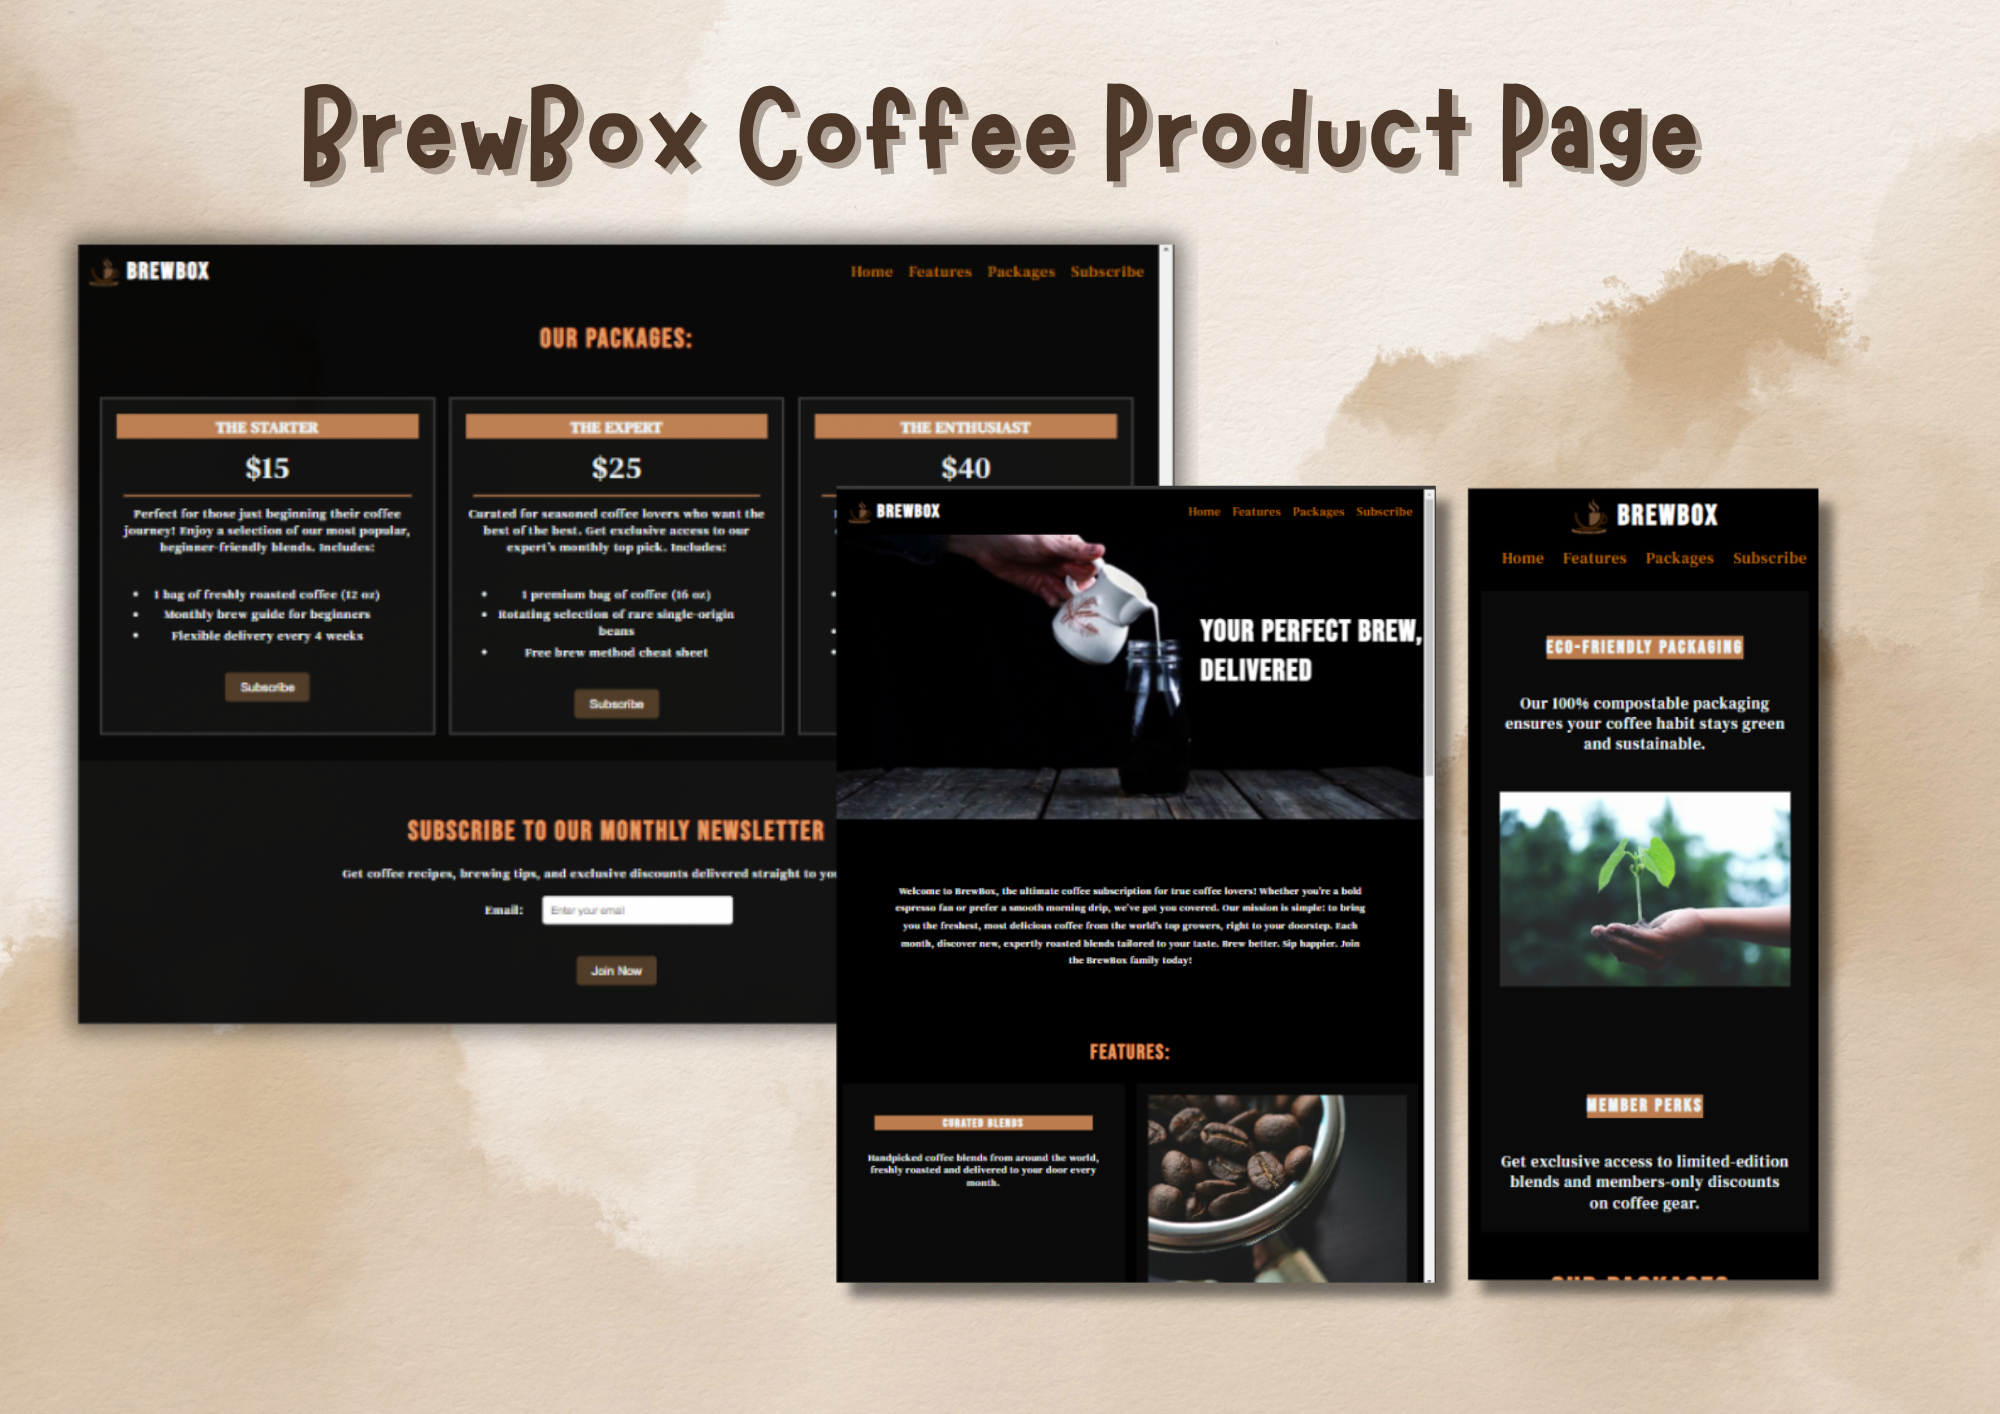 BrewBox Coffee Product Page
BREWBOX
Home Features Packages Subscribe
OUR PACKAGES:
THE STARTER
$15
Perfect for those just beginning their coffee
journey! Enjoy a selection of our most popular,
beginner-friendly blends. Includes:
• 1 bag of freshly roasted coffee (12 oz)
• Monthly brew guide for beginners
• Flexible delivery every 4 weeks
Subscribe
THE EXPERT
$25
Curated for seasoned coffee lovers who want the
best of the best. Get exclusive access to our
expert's monthly top pick. Includes:
• 1 premium bag of coffee (16 oz)
• Rotating selection of rare single-origin
beans
• Free brew method cheat sheet
Subscribe
THE ENTHUSIAST
$40
SUBSCRIBE TO OUR MONTHLY NEWSLETTER
Get coffee recipes, brewing tips, and exclusive discounts delivered straight to
Email: Enter your email
Join Now
BREWBOX
Home Features Packages Subscribe
YOUR PERFECT BREW,
DELIVERED
Welcome to BrewBox, the ultimate coffee subscription for true coffee lovers! Whether you're a bold
espresso fan or prefer a smooth morning drip, we've got you covered. Our mission is simple: to bring
you the freshest, most delicious coffee from the world's top growers, right to your doorstep. Each
month, discover new, expertly roasted blends tailored to your taste. Brew better. Sip happier. Join
the BrewBox family today!
FEATURES:
CURATED BLENDS
Handpicked coffee blends from around the world,
freshly roasted and delivered to your door every
month.
BREWBOX
Home Features Packages Subscribe
ECO-FRIENDLY PACKAGING
Our 100% compostable packaging
ensures your coffee habit stays green
and sustainable.
MEMBER PERKS
Get exclusive access to limited-edition
blends and members-only discounts
on coffee gear.